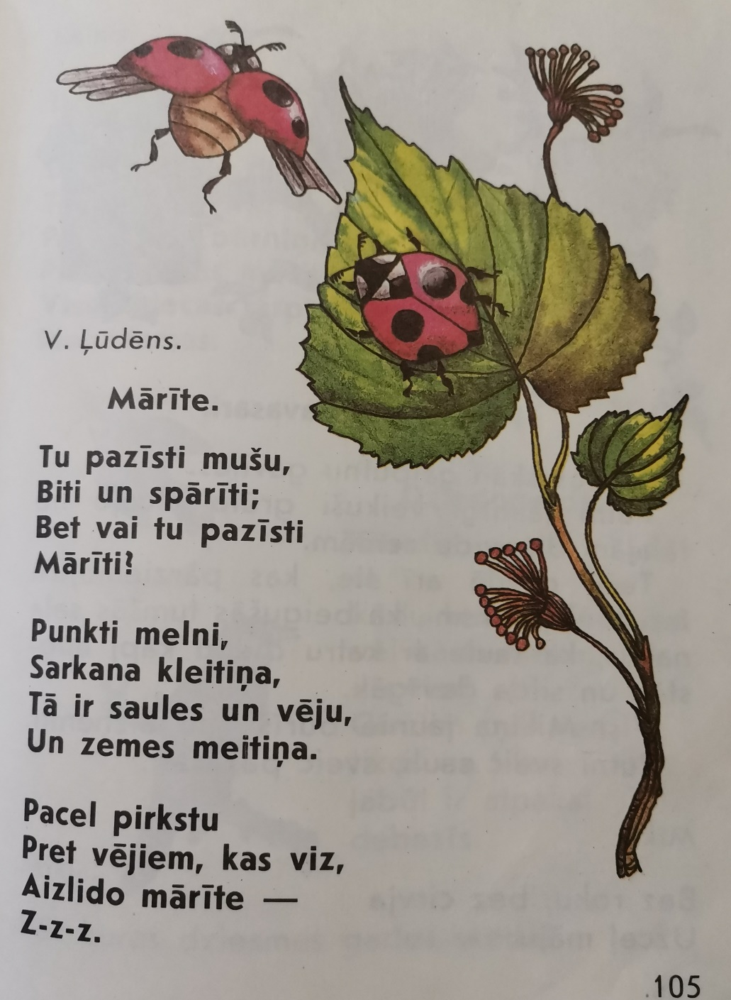 V. Ļūdēns.
Mārīte.
Tu pazīsti mušu,
Biti un spārīti;
Bet vai tu pazīsti
Mārīti?
Punkti melni,
Sarkana kleitiņa,
Tā ir saules un vēju,
Un zemes meitiņa.
Pacel pirkstu
Pret vējiem, kas viz,
Aizlido mārīte —
Z-z-z.
105